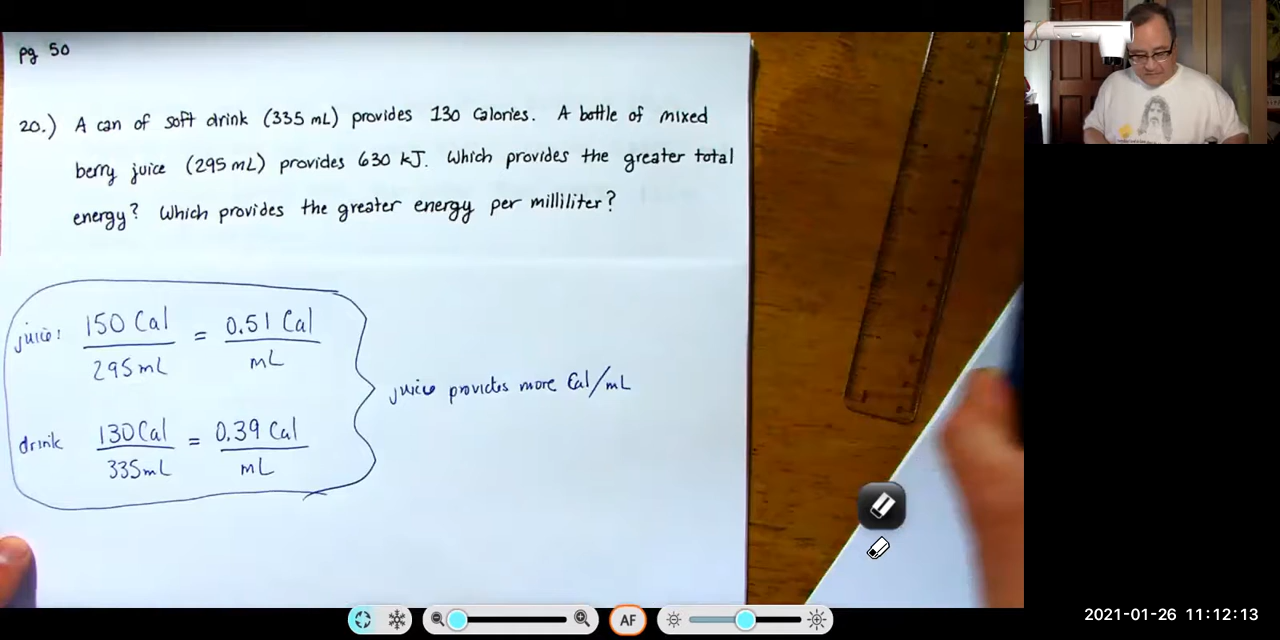 pg 50
20.) A can of soft drink (335 mL) provides 130 Calories. A bottle of mixed
berry juice (295 mL) provides 630 kJ. Which provides the greater total
energy? Which provides the greater energy per milliliter?
juice: 150 Cal / 295 mL = 0.51 Cal / mL
juice provides more Cal/mL
drink 130 Cal / 335 mL = 0.39 Cal / mL
AF
2021-01-26 11:12:13